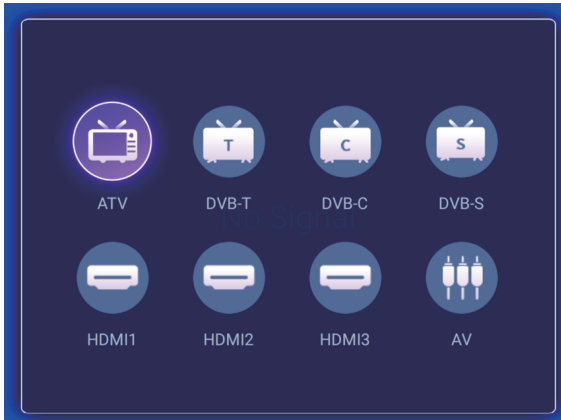 T
C
S
ATV
DVB-T
DVB-C
DVB-S
No Signal
HDMI1
HDMI2
HDMI3
AV